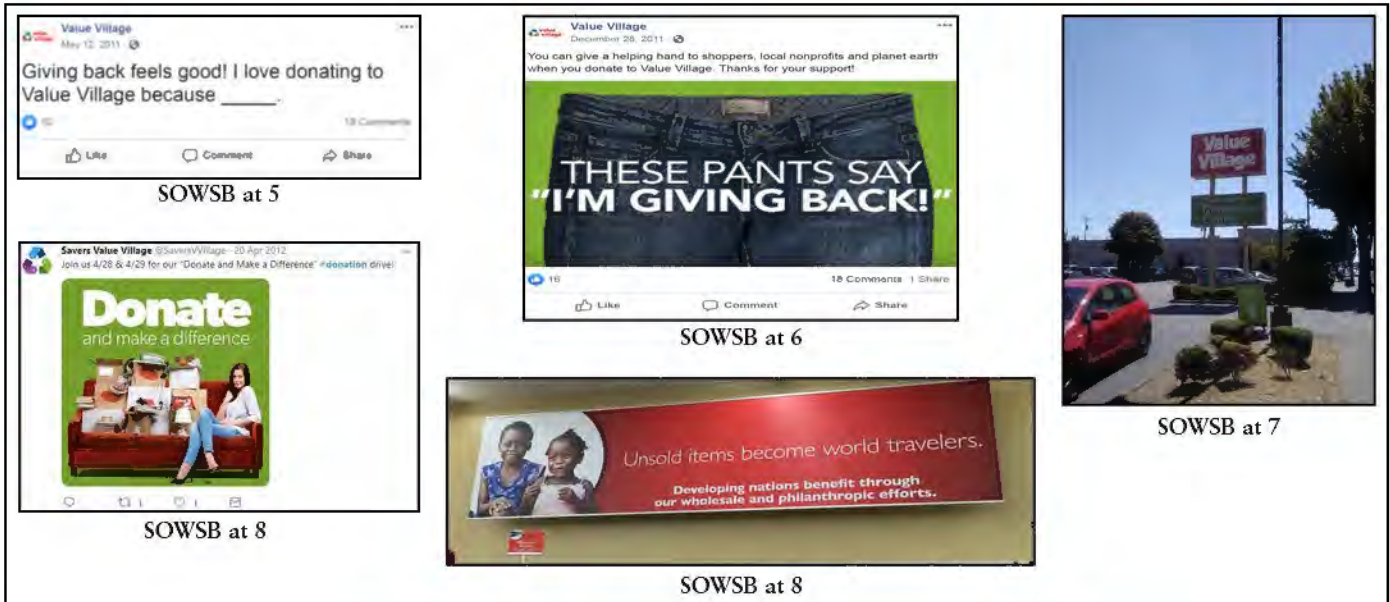 Value Village
May 12, 2011
Giving back feels good! I love donating to
Value Village because _____.
10
18 Comments
Like Comment Share
SOWSB at 5
Value Village
December 26, 2011
You can give a helping hand to shoppers, local nonprofits and planet earth
when you donate to Value Village. Thanks for your support!
THESE PANTS SAY
"I'M GIVING BACK!"
16
18 Comments 1 Share
Like Comment Share
SOWSB at 6
Value
Village
SOWSB at 7
Savers Value Village @SaversVVillage · 20 Apr 2012
Join us 4/28 & 4/29 for our "Donate and Make a Difference" #donation drive!
Donate
and make a difference
1 1
SOWSB at 8
Unsold items become world travelers.
Developing nations benefit through
our wholesale and philanthropic efforts.
SOWSB at 8